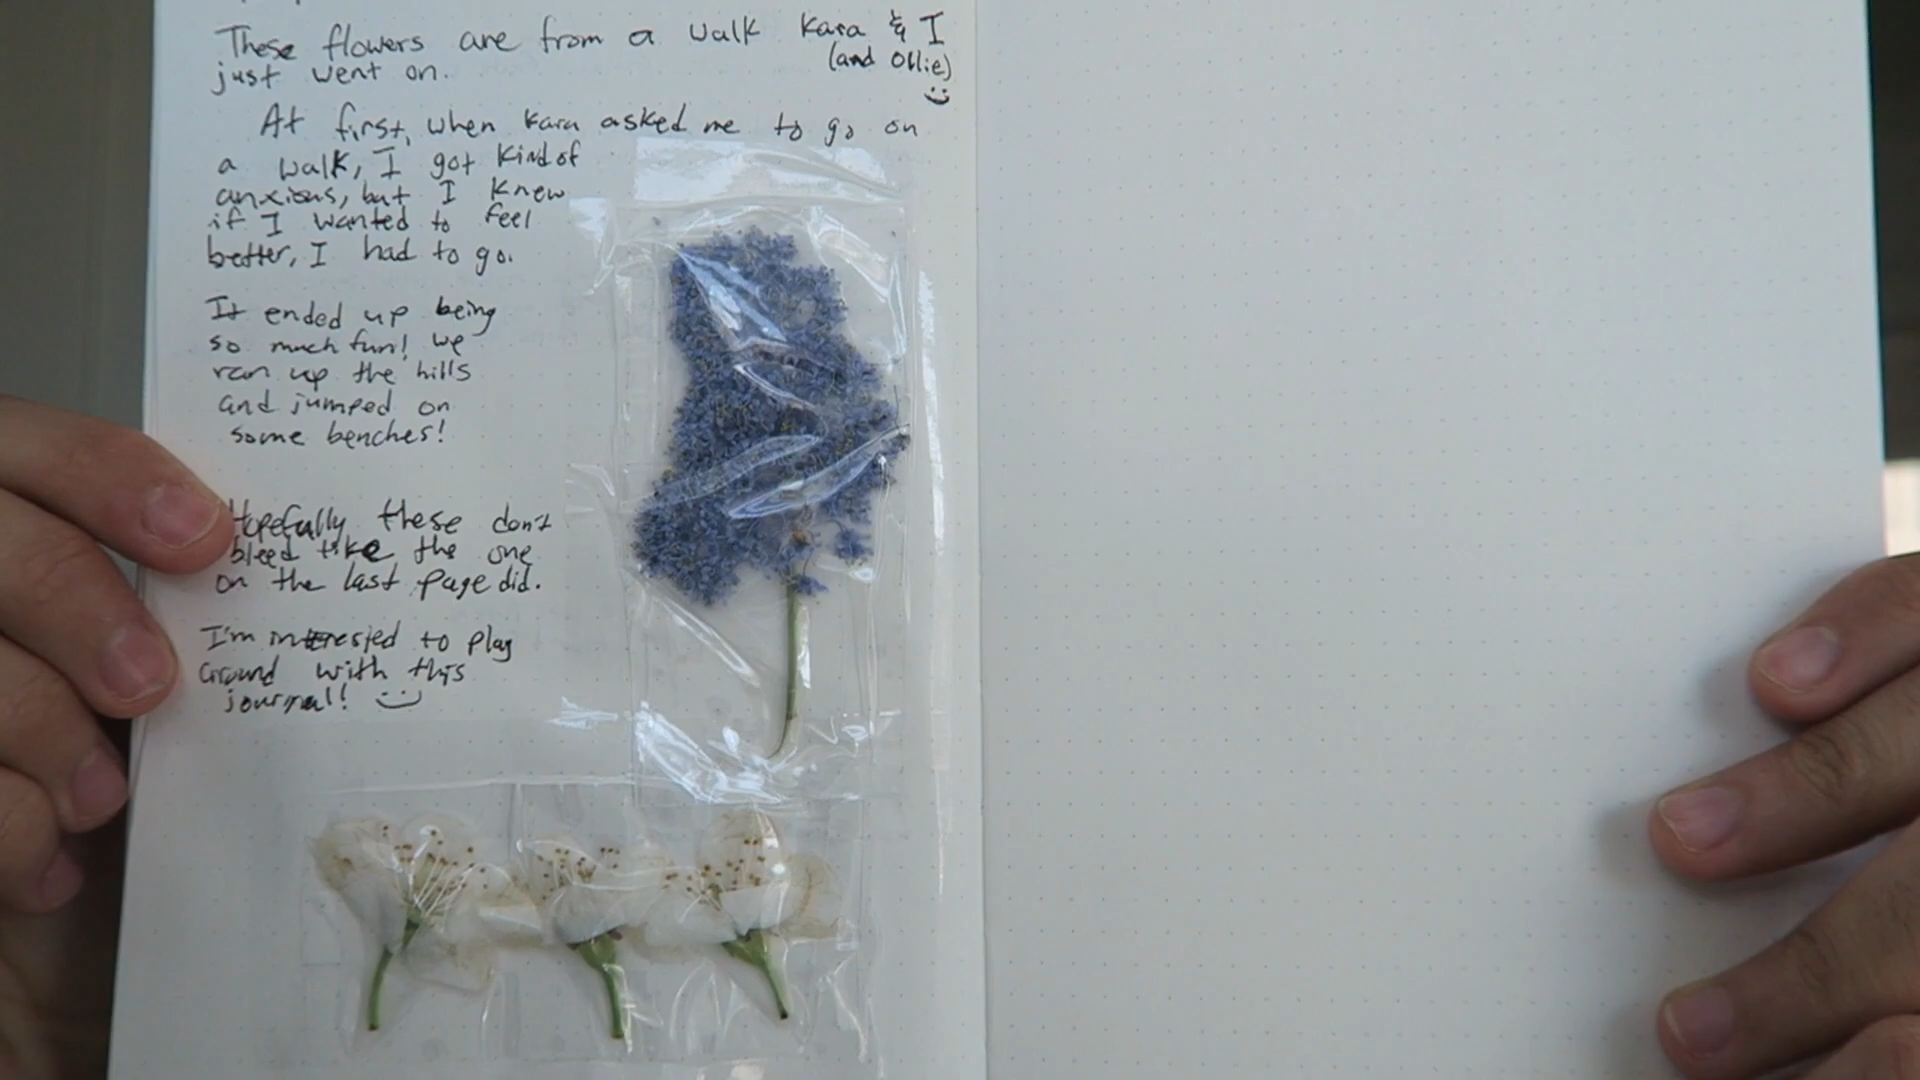 These flowers are from a walk Kara & I
(and Ollie)
just went on.
At first, when Kara asked me to go on
a walk, I got kind of
anxious, but I knew
if I wanted to feel
better, I had to go.
It ended up being
so much fun! we
ran up the hills
and jumped on
some benches!
Hopefully these don't
bleed like the one
on the last page did.
I'm interested to play
around with this
journal! :)